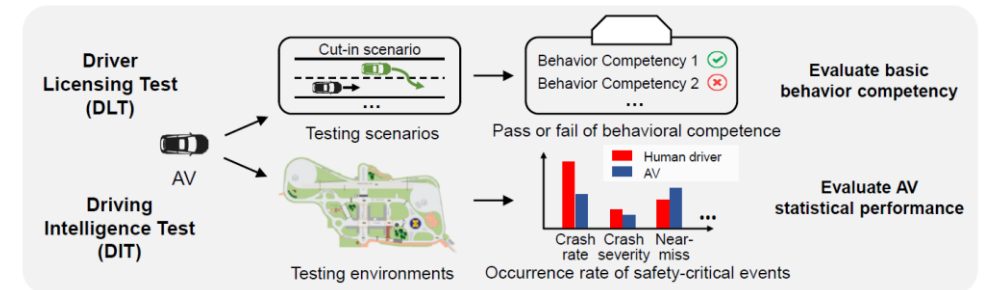 Driver
Licensing Test
(DLT)
AV
Driving
Intelligence Test
(DIT)
Cut-in scenario
...
Testing scenarios
Behavior Competency 1
Behavior Competency 2
...
Pass or fail of behavioral competence
Evaluate basic
behavior competency
Testing environments
Human driver
AV
...
Crash rate
Crash severity
Near-miss
Occurrence rate of safety-critical events
Evaluate AV
statistical performance